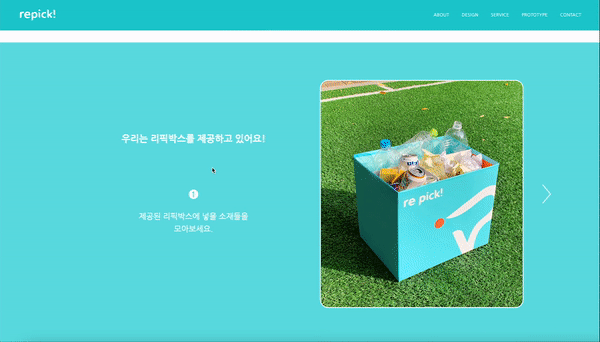 repick!
ABOUT
DESIGN
SERVICE
PROTOTYPE
CONTACT
우리는 리픽박스를 제공하고 있어요!
1
제공된 리픽박스에 넣을 소재들을
모아보세요.
re pick!